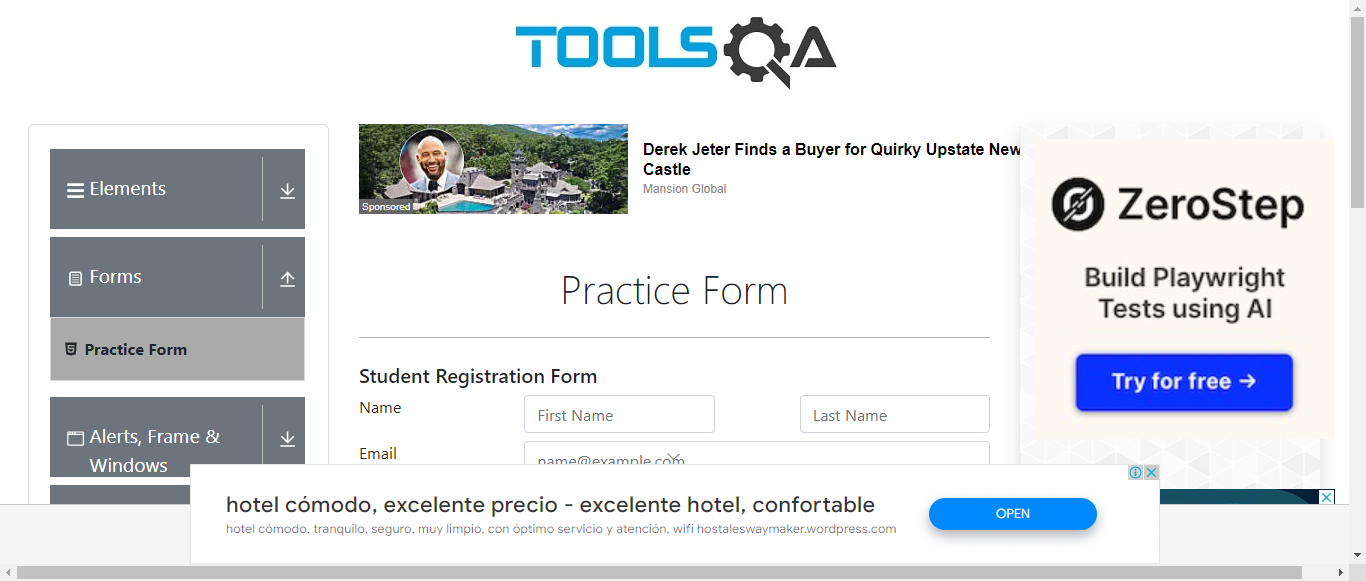 TOOLSQA
Elements
Forms
Practice Form
Alerts, Frame &
Windows
Sponsored
Derek Jeter Finds a Buyer for Quirky Upstate New
Castle
Mansion Global
Practice Form
Student Registration Form
Name
First Name
Last Name
Email
name@example.com
ZeroStep
Build Playwright
Tests using AI
Try for free →
hotel cómodo, excelente precio - excelente hotel, confortable
hotel cómodo, tranquilo, seguro, muy limpio, con óptimo servicio y atención, wifi hostaleswaymaker.wordpress.com
OPEN